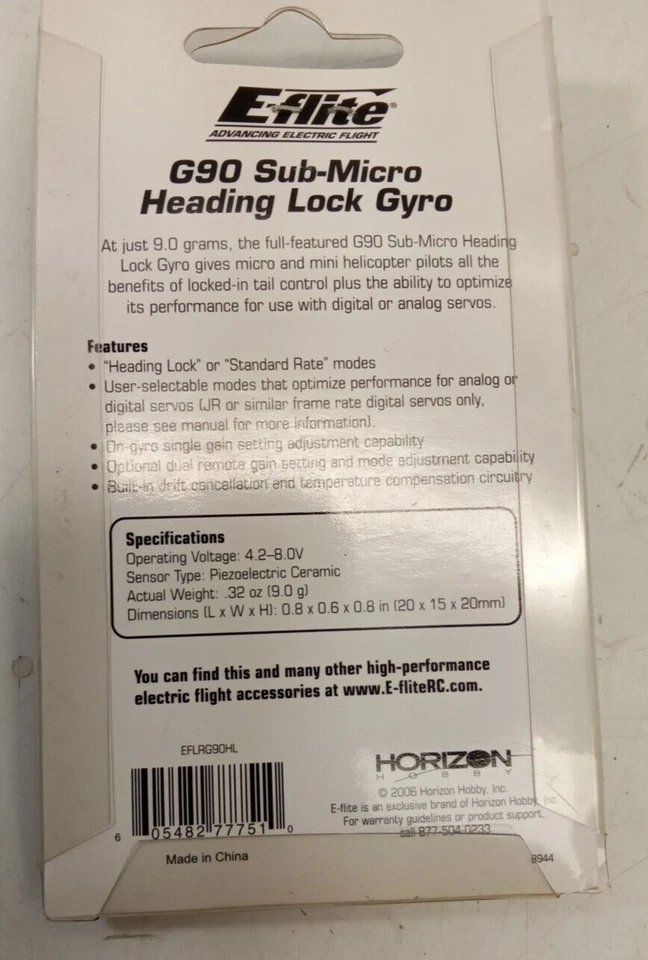 E-flite®
ADVANCING ELECTRIC FLIGHT
G90 Sub-Micro
Heading Lock Gyro
At just 9.0 grams, the full-featured G90 Sub-Micro Heading
Lock Gyro gives micro and mini helicopter pilots all the
benefits of locked-in tail control plus the ability to optimize
its performance for use with digital or analog servos.
Features
• "Heading Lock" or "Standard Rate" modes
• User-selectable modes that optimize performance for analog or
digital servos (JR or similar frame rate digital servos only,
please see manual for more information).
• On-gyro single gain setting adjustment capability
• Optional dual remote gain setting and mode adjustment capability
• Built-in drift cancellation and temperature compensation circuitry
Specifications
Operating Voltage: 4.2–8.0V
Sensor Type: Piezoelectric Ceramic
Actual Weight: .32 oz (9.0 g)
Dimensions (L x W x H): 0.8 x 0.6 x 0.8 in (20 x 15 x 20mm)
You can find this and many other high-performance
electric flight accessories at www.E-fliteRC.com.
EFLRG90HL
6 05482 77751 0
Made in China
HORIZON
HOBBY
© 2006 Horizon Hobby, Inc.
E-flite is an exclusive brand of Horizon Hobby, Inc
For warranty guidelines or product support,
call 877-504-0233.
8944